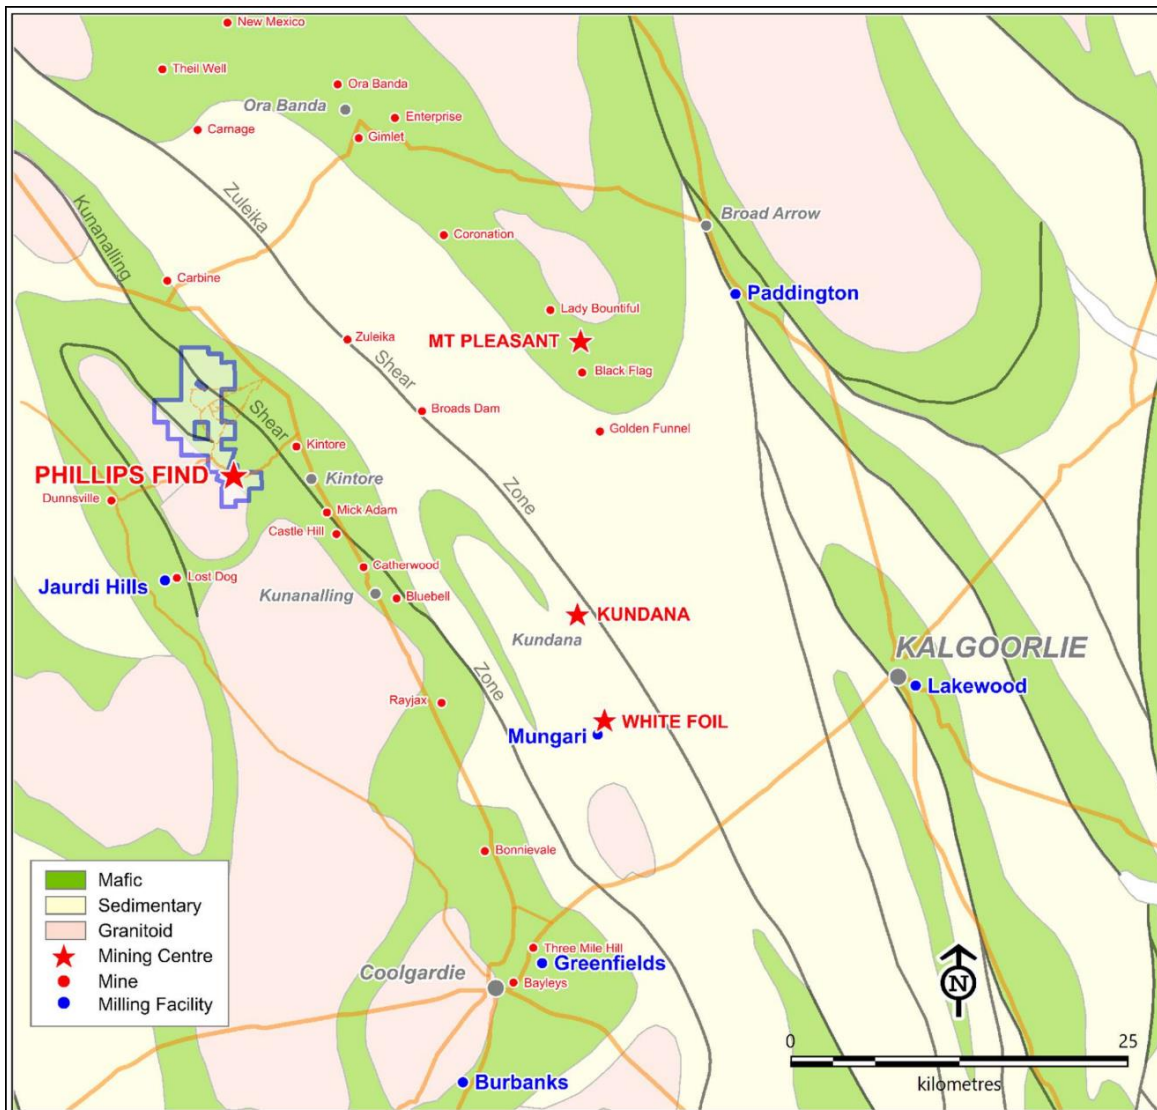 New Mexico
Theil Well
Ora Banda
Ora Banda
Enterprise
Carnage
Gimlet
Kunanalling
Zuleika
Broad Arrow
Coronation
Carbine
Paddington
Lady Bountiful
Zuleika
MT PLEASANT
Shear
Black Flag
Broads Dam
Shear
Golden Funnel
Kintore
PHILLIPS FIND
Kintore
Dunnsville
Zone
Mick Adam
Castle Hill
Catherwood
Lost Dog
Jaurdi Hills
Kunanalling
Bluebell
KUNDANA
Kundana
KALGOORLIE
Zone
Lakewood
Rayjax
WHITE FOIL
Mungari
Bonnievale
Mafic
Sedimentary
Granitoid
Mining Centre
Mine
Milling Facility
Three Mile Hill
Greenfields
Coolgardie
Bayleys
N
0 25
kilometres
Burbanks